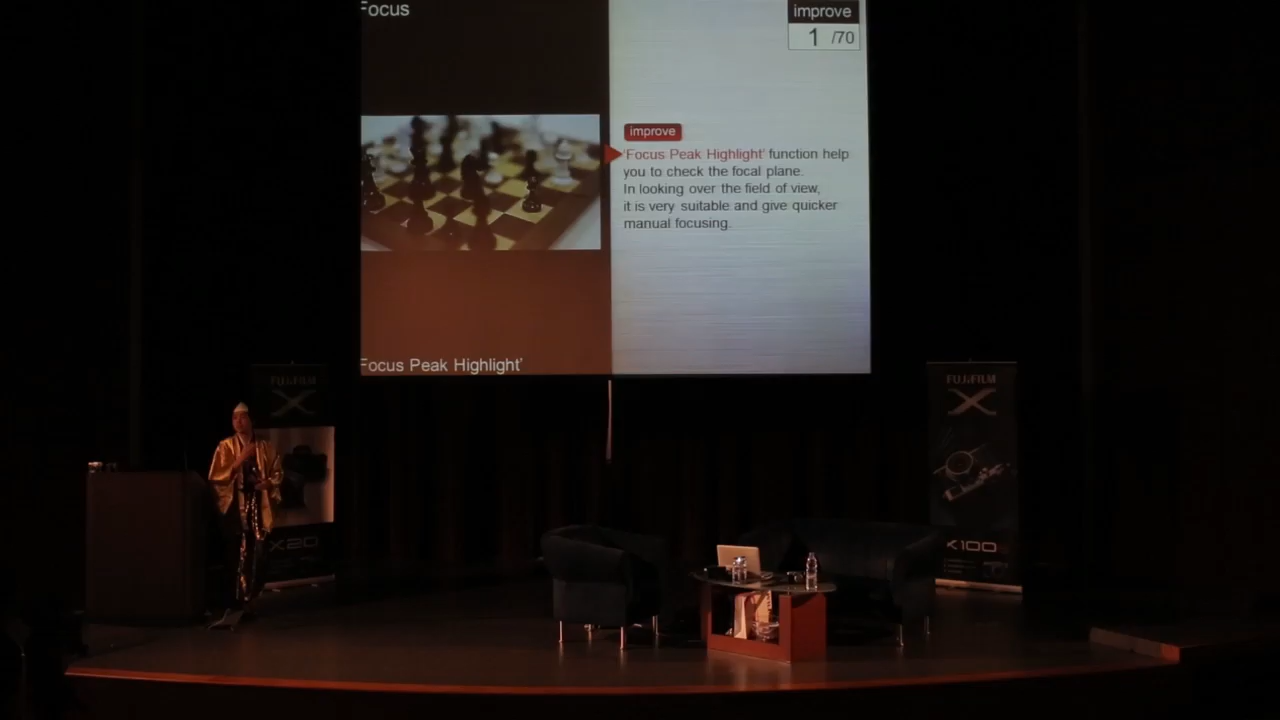 Focus
improve
1 /70
improve
'Focus Peak Highlight' function help
you to check the focal plane.
In looking over the field of view,
it is very suitable and give quicker
manual focusing.
Focus Peak Highlight'
FUJIFILM
X
X20
FUJIFILM
X
X100